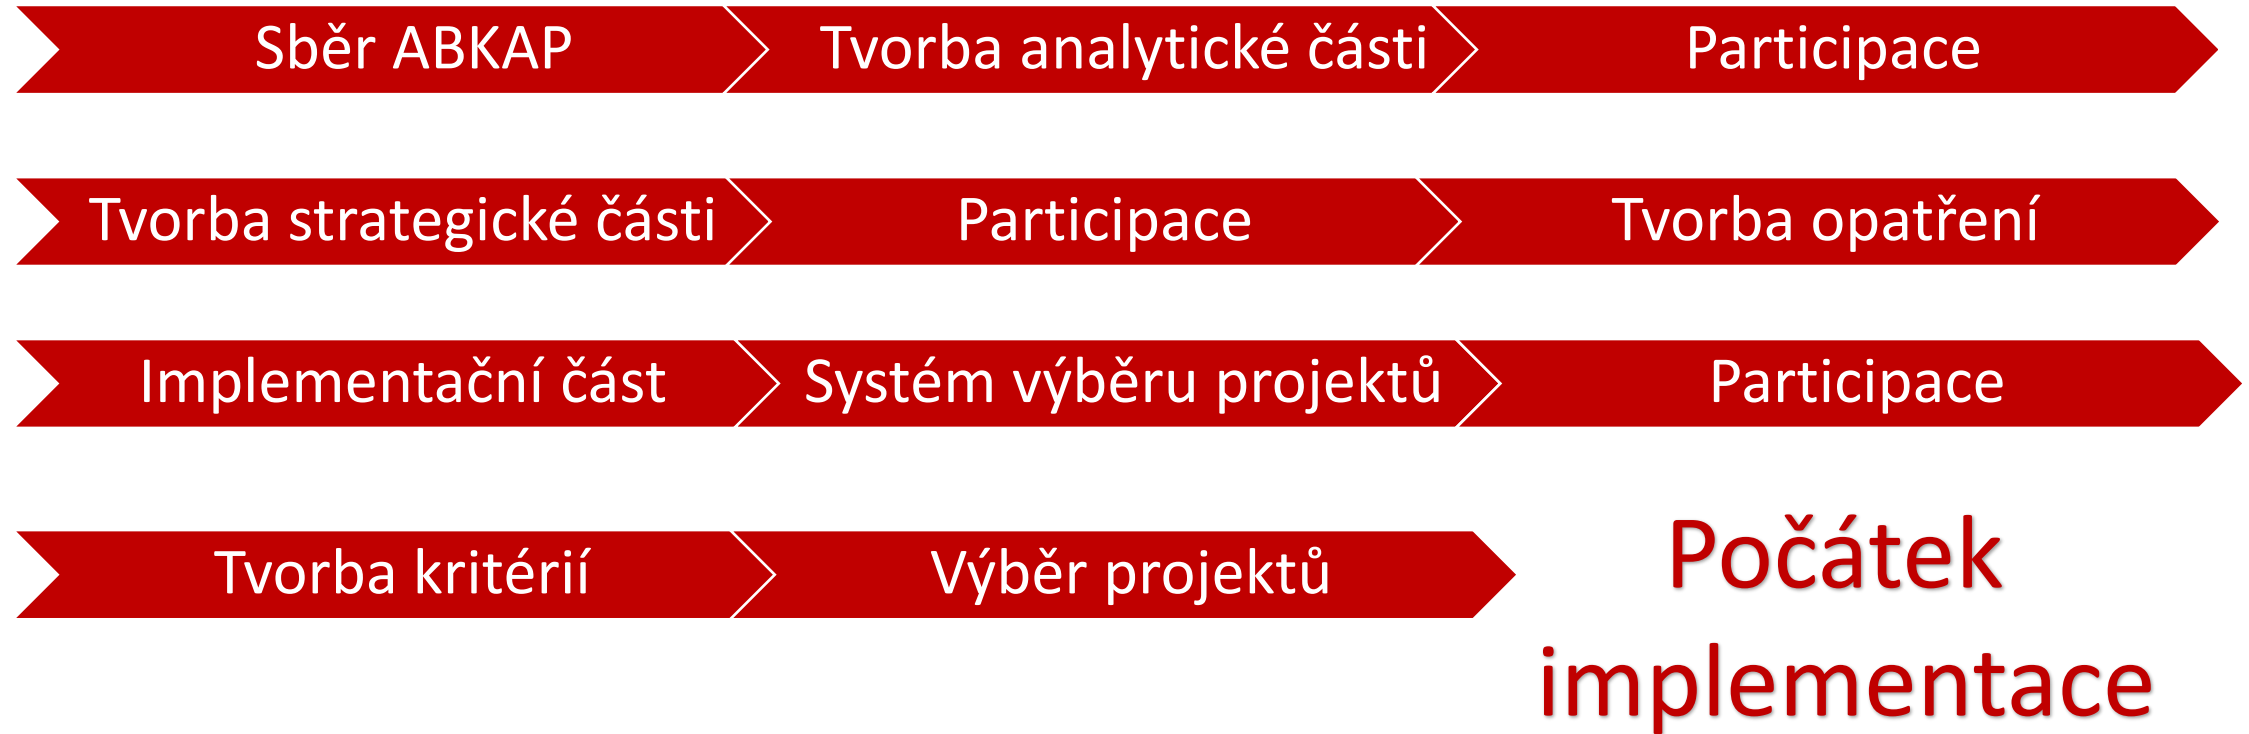 Sběr ABKAP
Tvorba analytické části
Participace
Tvorba strategické části
Participace
Tvorba opatření
Implementační část
Systém výběru projektů
Participace
Tvorba kritérií
Výběr projektů
Počátek
implementace